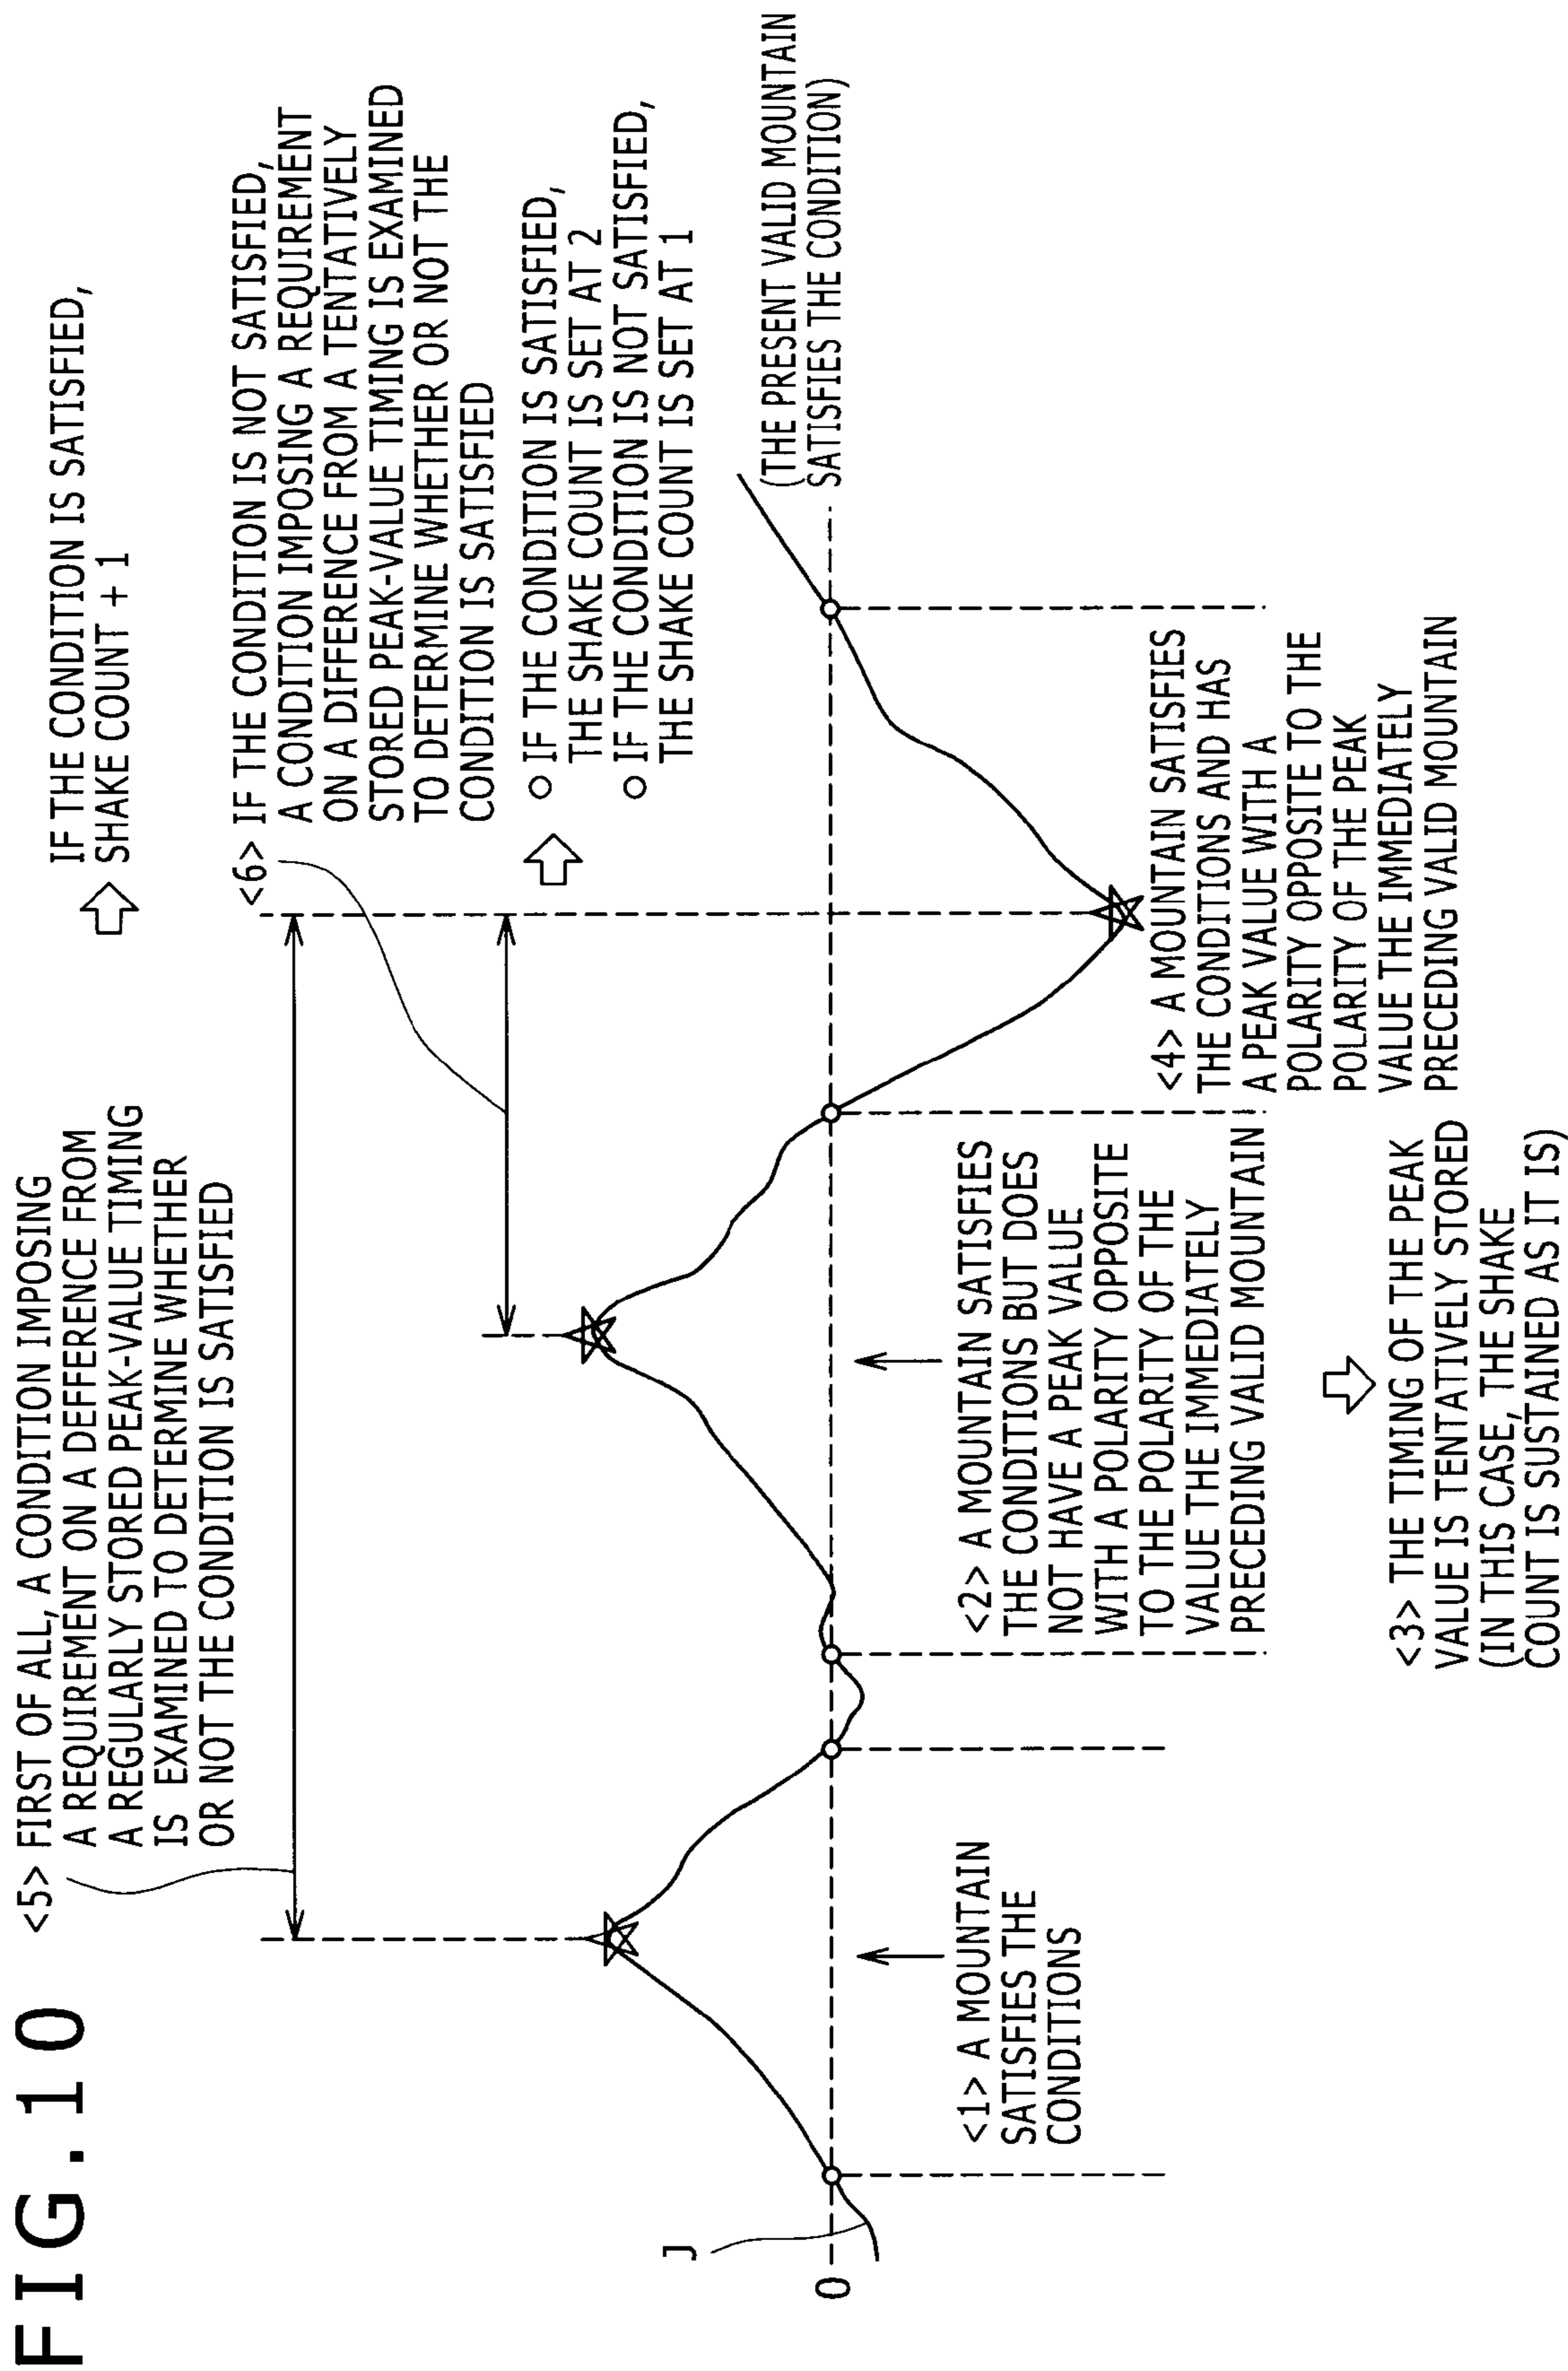 FIG.10
<5> FIRST OF ALL, A CONDITION IMPOSING
A REQUIREMENT ON A DEFFERENCE FROM
A REGULARLY STORED PEAK-VALUE TIMING
IS EXAMINED TO DETERMINE WHETHER
OR NOT THE CONDITION IS SATISFIED
IF THE CONDITION IS SATISFIED,
SHAKE COUNT + 1
<6> IF THE CONDITION IS NOT SATISFIED,
A CONDITION IMPOSING A REQUIREMENT
ON A DIFFERENCE FROM A TENTATIVELY
STORED PEAK-VALUE TIMING IS EXAMINED
TO DETERMINE WHETHER OR NOT THE
CONDITION IS SATISFIED
○ IF THE CONDITION IS SATISFIED,
THE SHAKE COUNT IS SET AT 2
○ IF THE CONDITION IS NOT SATISFIED,
THE SHAKE COUNT IS SET AT 1
J
0
(THE PRESENT VALID MOUNTAIN
SATISFIES THE CONDITION)
<1> A MOUNTAIN
SATISFIES THE
CONDITIONS
<2> A MOUNTAIN SATISFIES
THE CONDITIONS BUT DOES
NOT HAVE A PEAK VALUE
WITH A POLARITY OPPOSITE
TO THE POLARITY OF THE
VALUE THE IMMEDIATELY
PRECEDING VALID MOUNTAIN
<3> THE TIMING OF THE PEAK
VALUE IS TENTATIVELY STORED
(IN THIS CASE, THE SHAKE
COUNT IS SUSTAINED AS IT IS)
<4> A MOUNTAIN SATISFIES
THE CONDITIONS AND HAS
A PEAK VALUE WITH A
POLARITY OPPOSITE TO THE
POLARITY OF THE PEAK
VALUE THE IMMEDIATELY
PRECEDING VALID MOUNTAIN